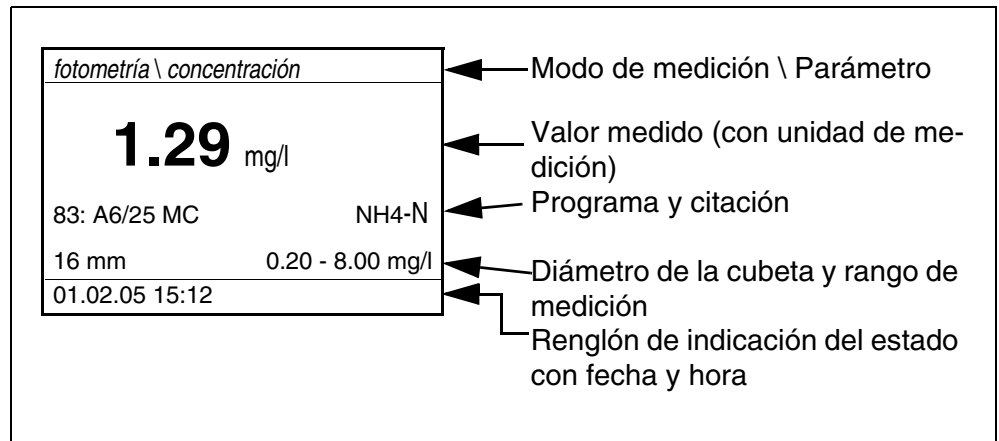 fotometría \ concentración
1.29 mg/l
83: A6/25 MC NH4-N
16 mm 0.20 - 8.00 mg/l
01.02.05 15:12
Modo de medición \ Parámetro
Valor medido (con unidad de me-
dición)
Programa y citación
Diámetro de la cubeta y rango de
medición
Renglón de indicación del estado
con fecha y hora